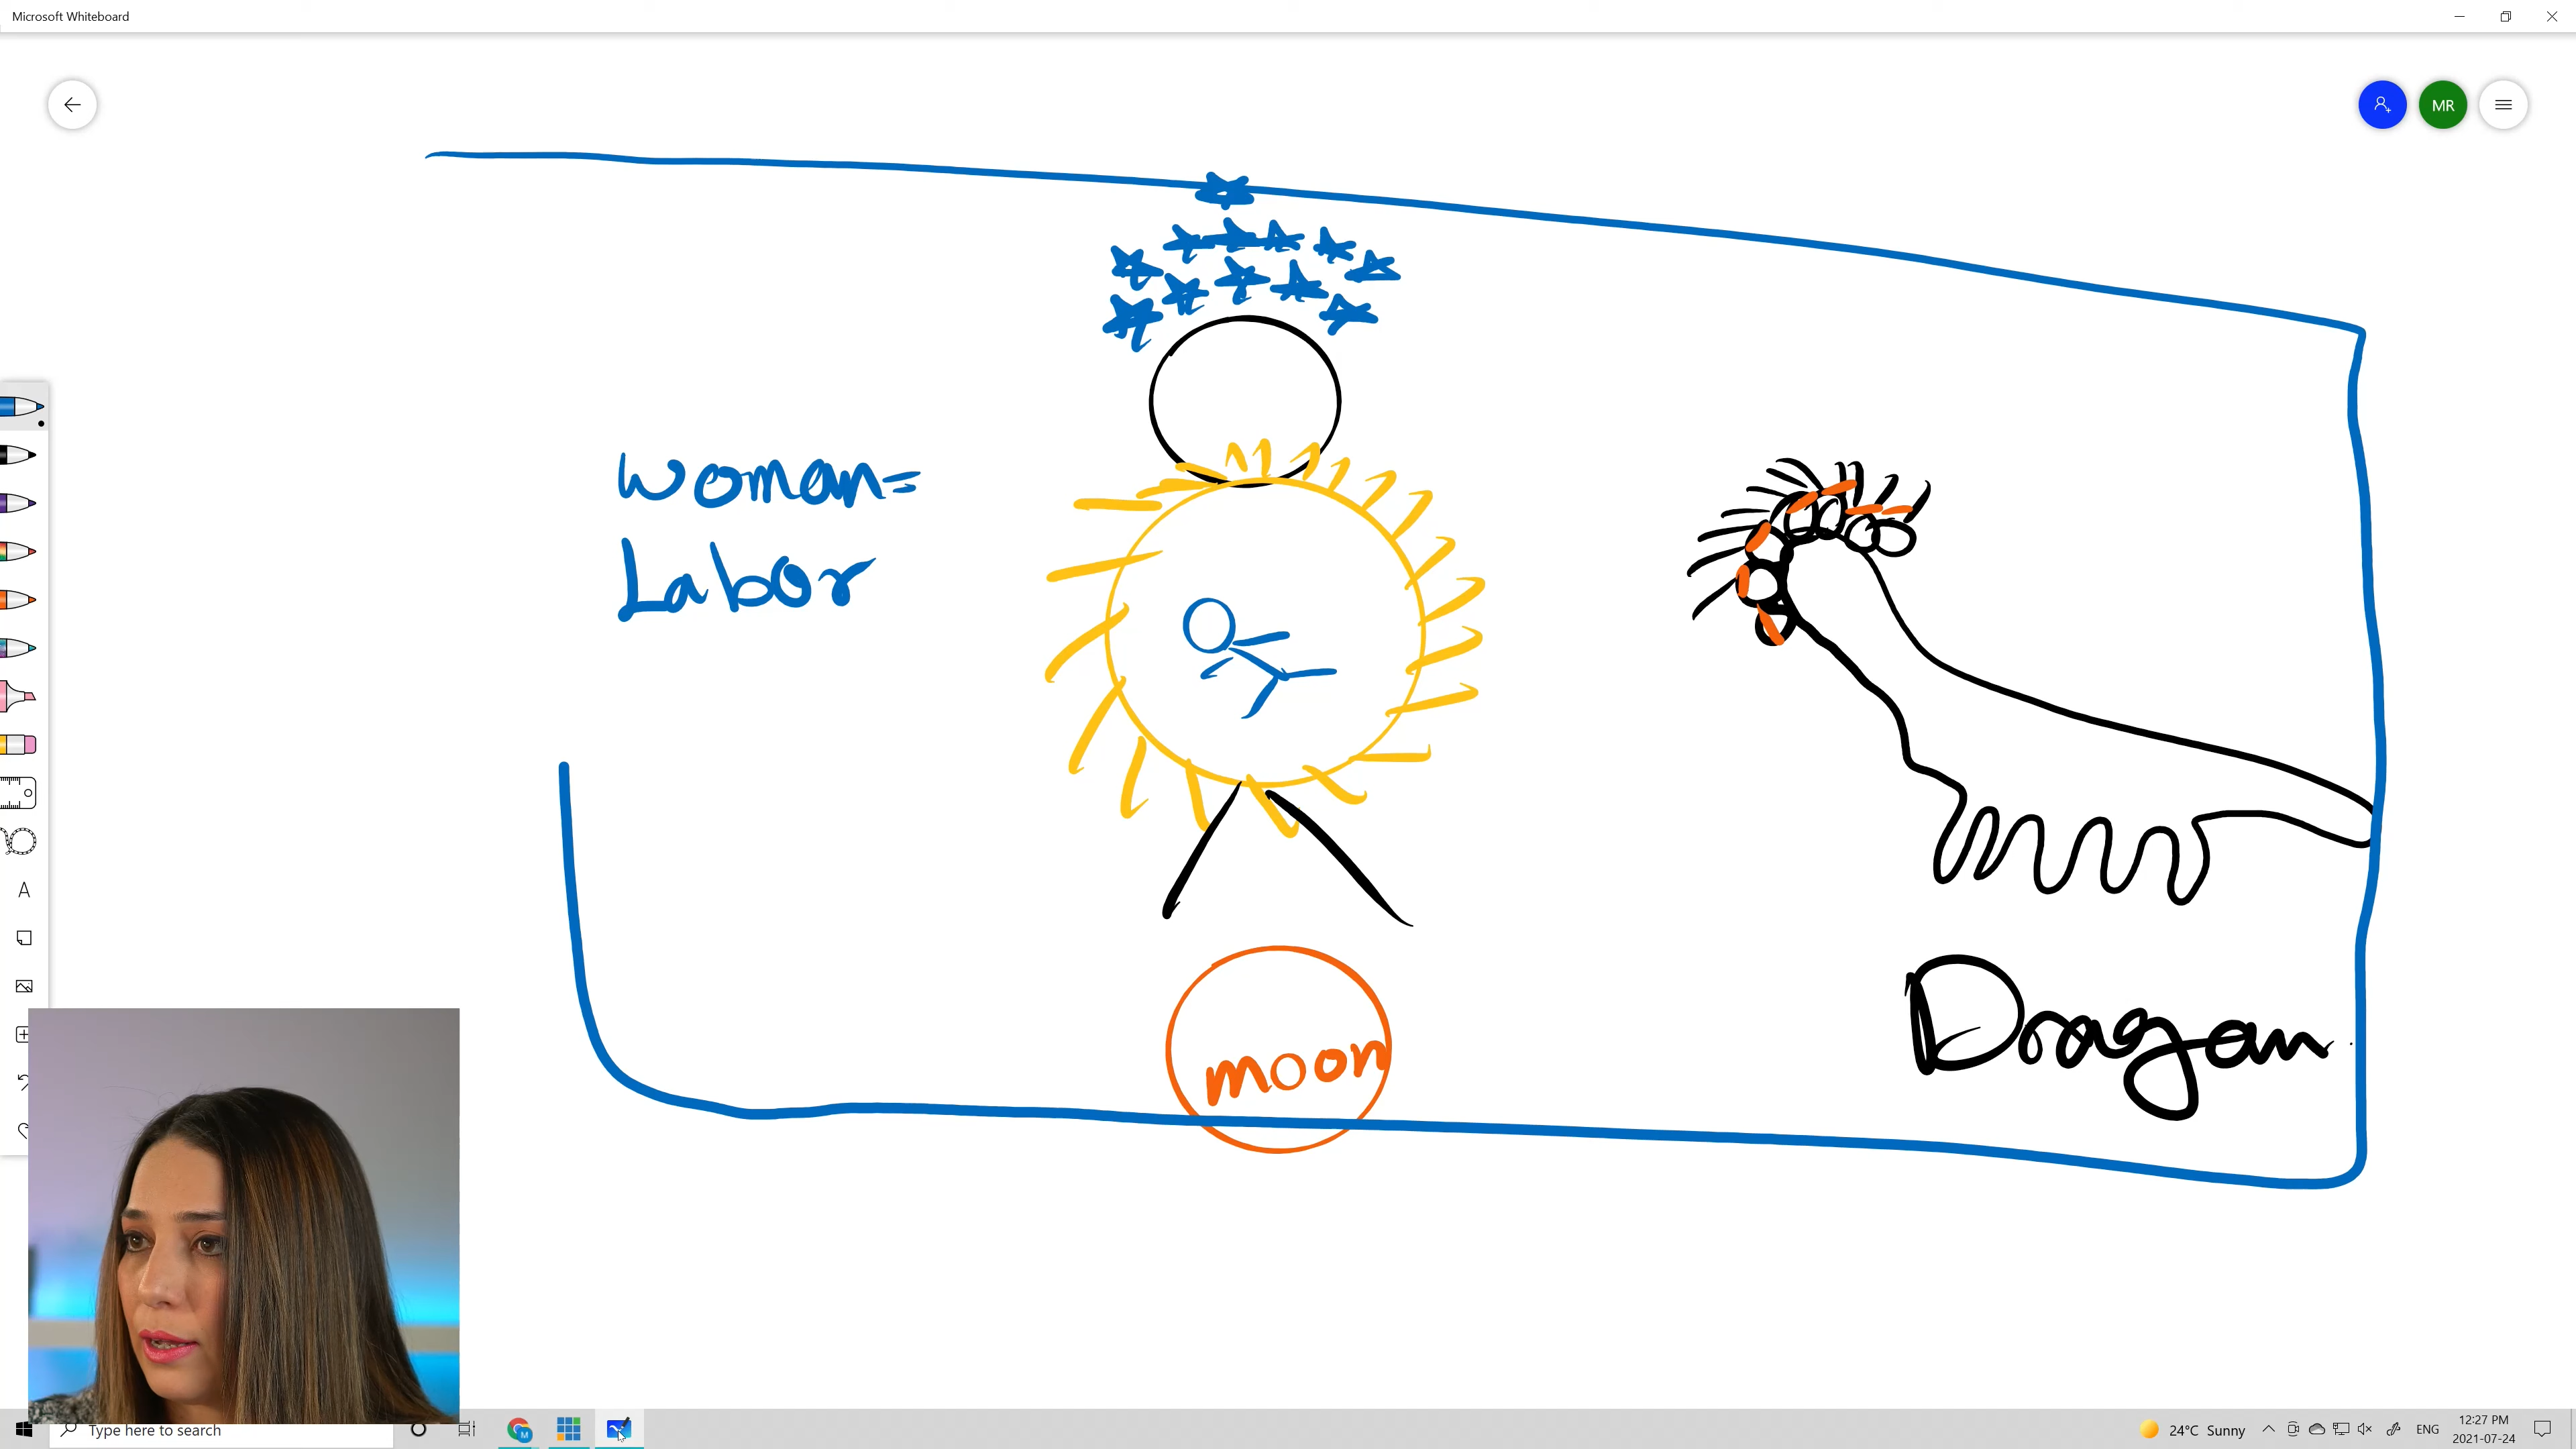 Microsoft Whiteboard
MR
woman=
Labor
moon
Dragan
A
Type here to search
M
24°C Sunny
ENG
12:27 PM
2021-07-24